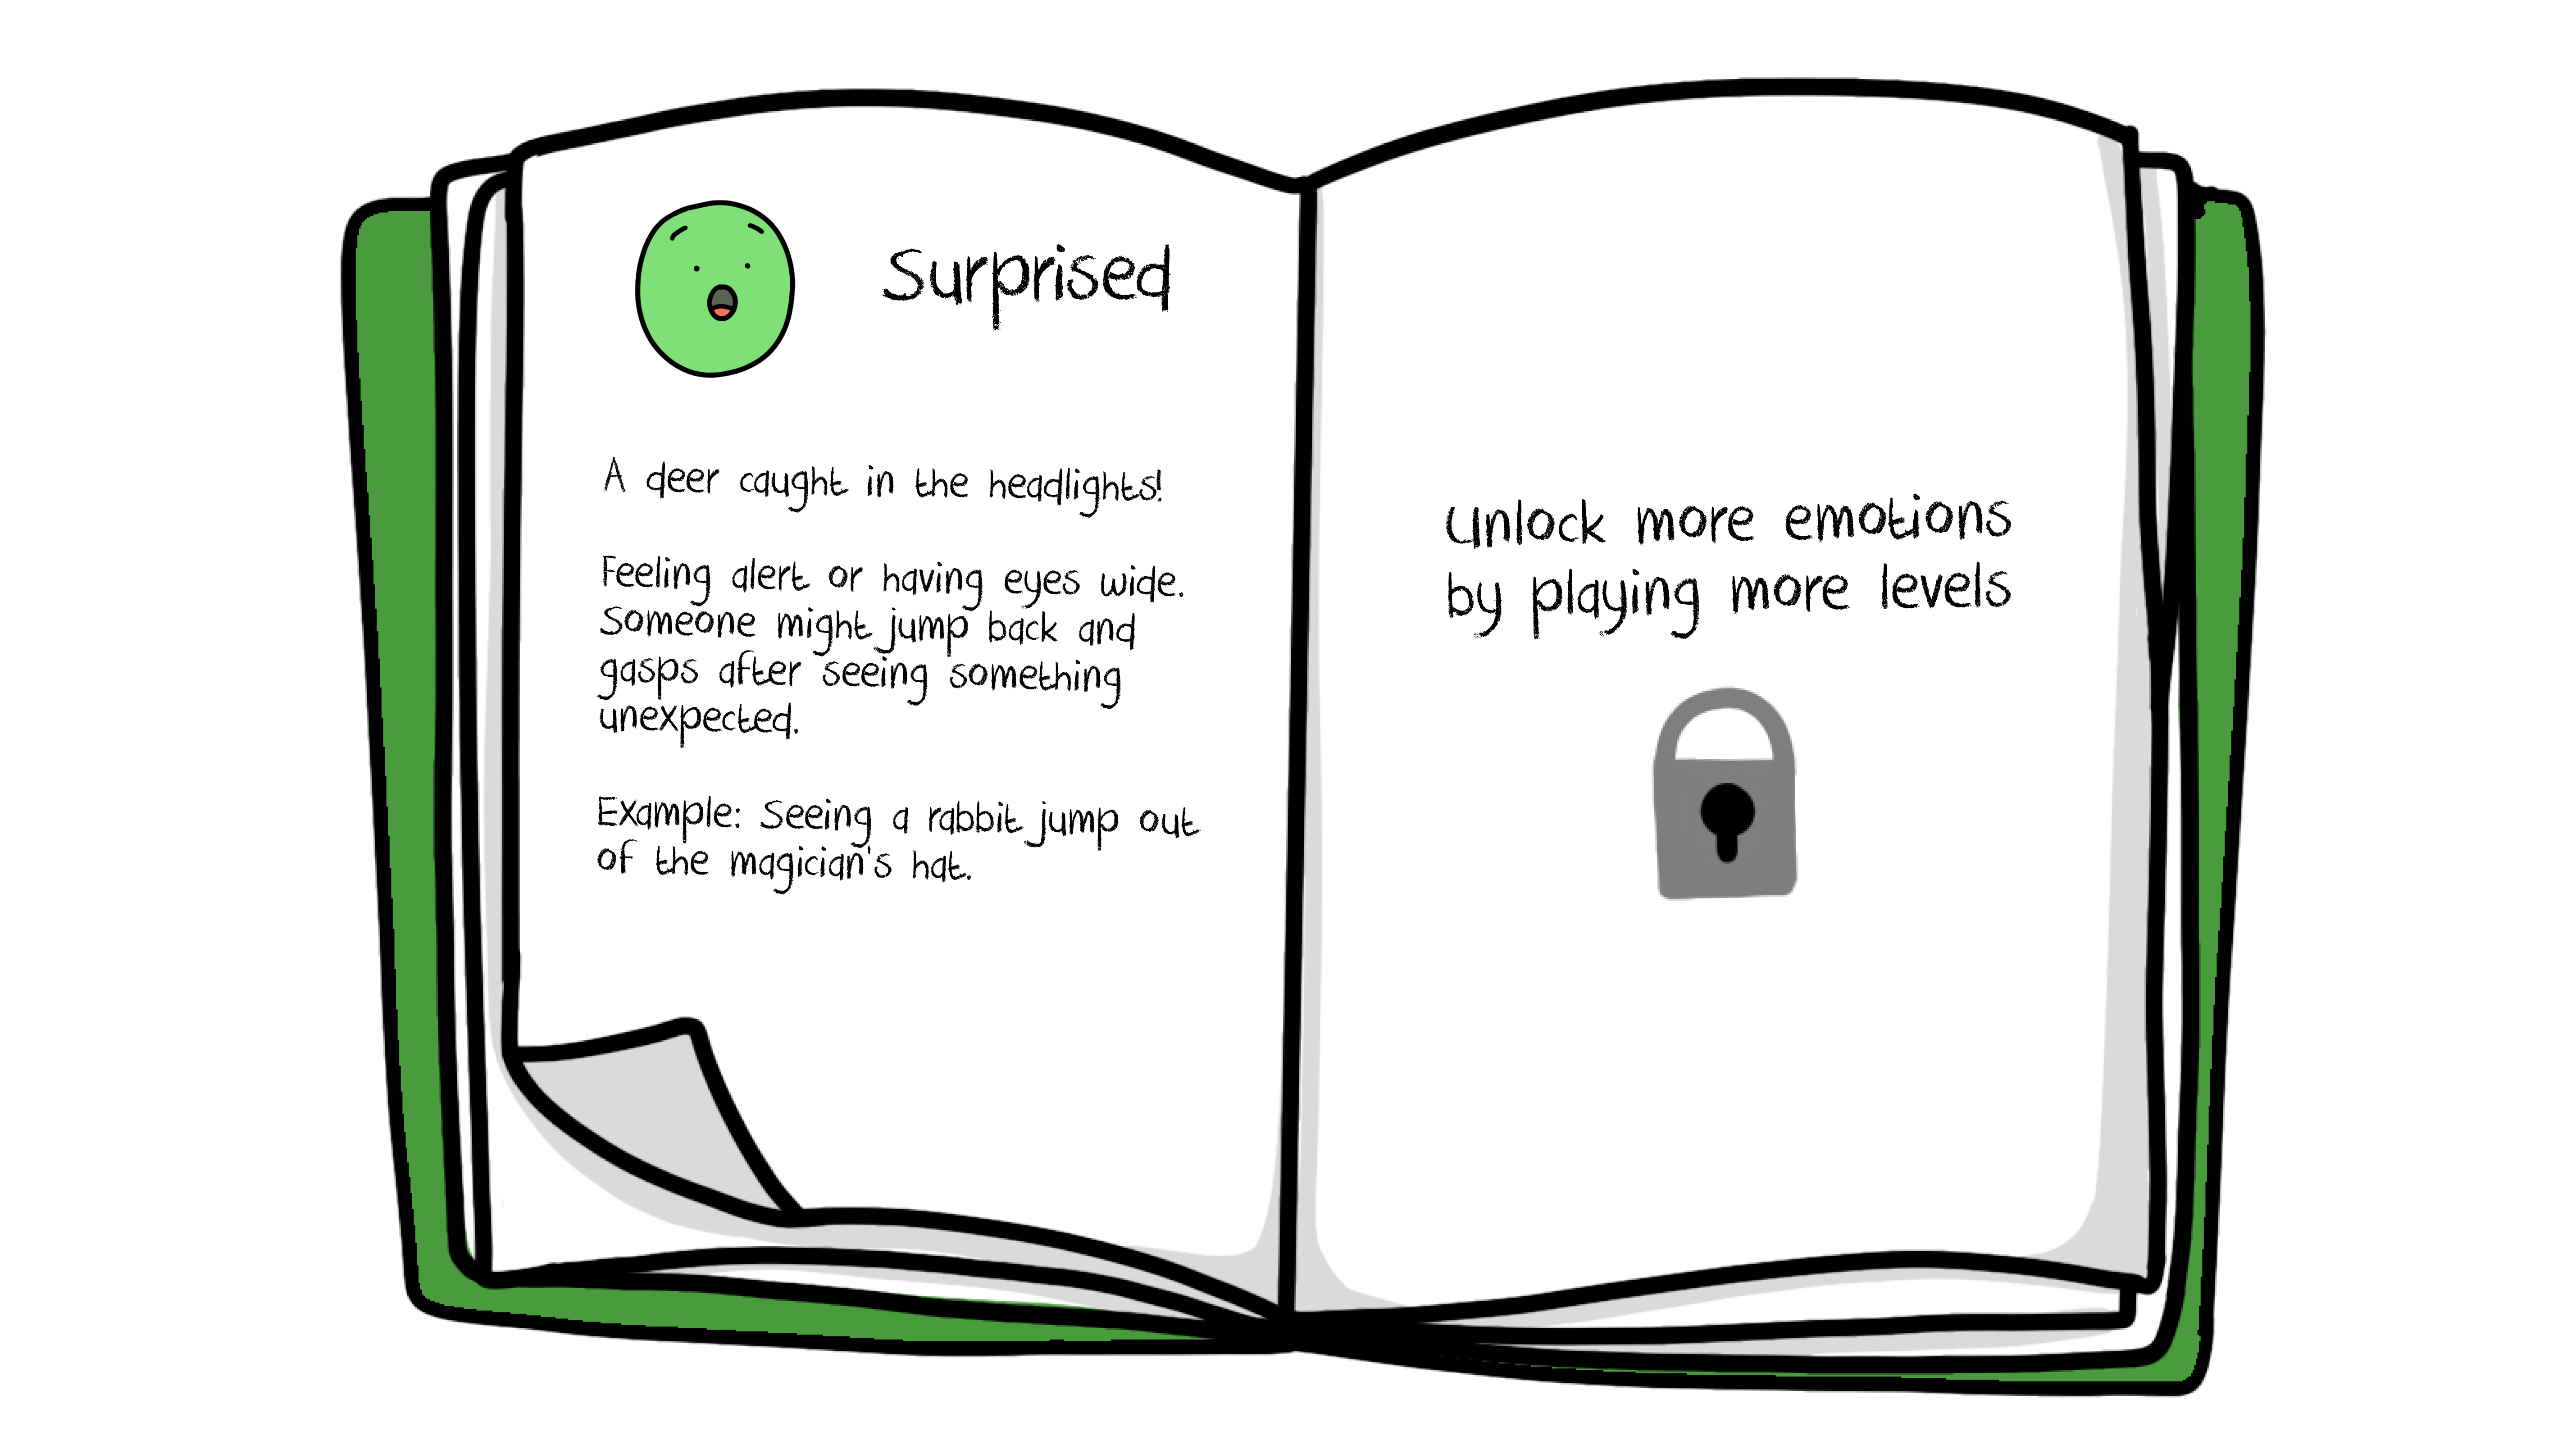 Surprised
A deer caught in the headlights!
Feeling alert or having eyes wide.
Someone might jump back and
gasps after seeing something
unexpected.
Example: Seeing a rabbit jump out
of the magician's hat.
Unlock more emotions
by playing more levels